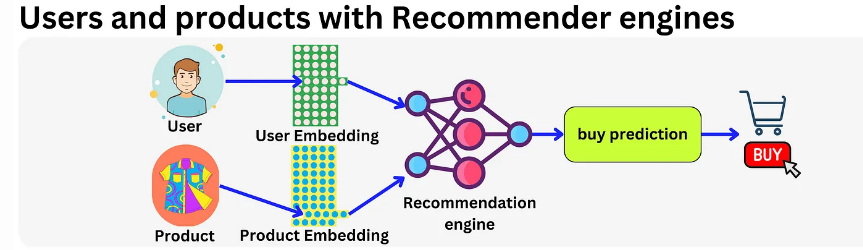 Users and products with Recommender engines
User
User Embedding
Product
Product Embedding
Recommendation
engine
buy prediction
BUY